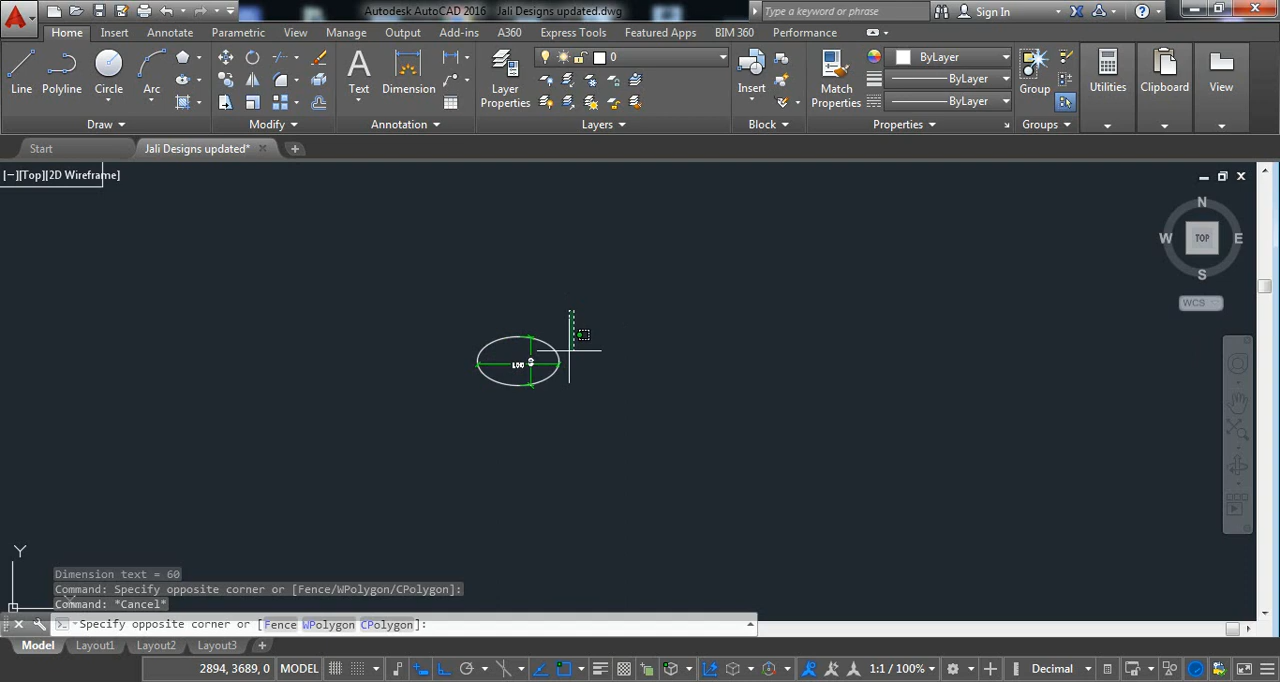 Autodesk AutoCAD 2016 Jali Designs updated.dwg
Type a keyword or phrase
Sign In
Home Insert Annotate Parametric View Manage Output Add-ins A360 Express Tools Featured Apps BIM 360 Performance
0
ByLayer
ByLayer
ByLayer
Line Polyline Circle Arc Text Dimension Layer Properties Insert Match Properties Group Utilities Clipboard View
Draw Modify Annotation Layers Block Properties Groups
Start Jali Designs updated*
[−][Top][2D Wireframe]
N
W TOP E
S
WCS
Y
Dimension text = 60
Command: Specify opposite corner or [Fence/WPolygon/CPolygon]:
Command: *Cancel*
Specify opposite corner or [Fence WPolygon CPolygon]:
Model Layout1 Layout2 Layout3
2894, 3689, 0 MODEL 1:1 / 100% Decimal